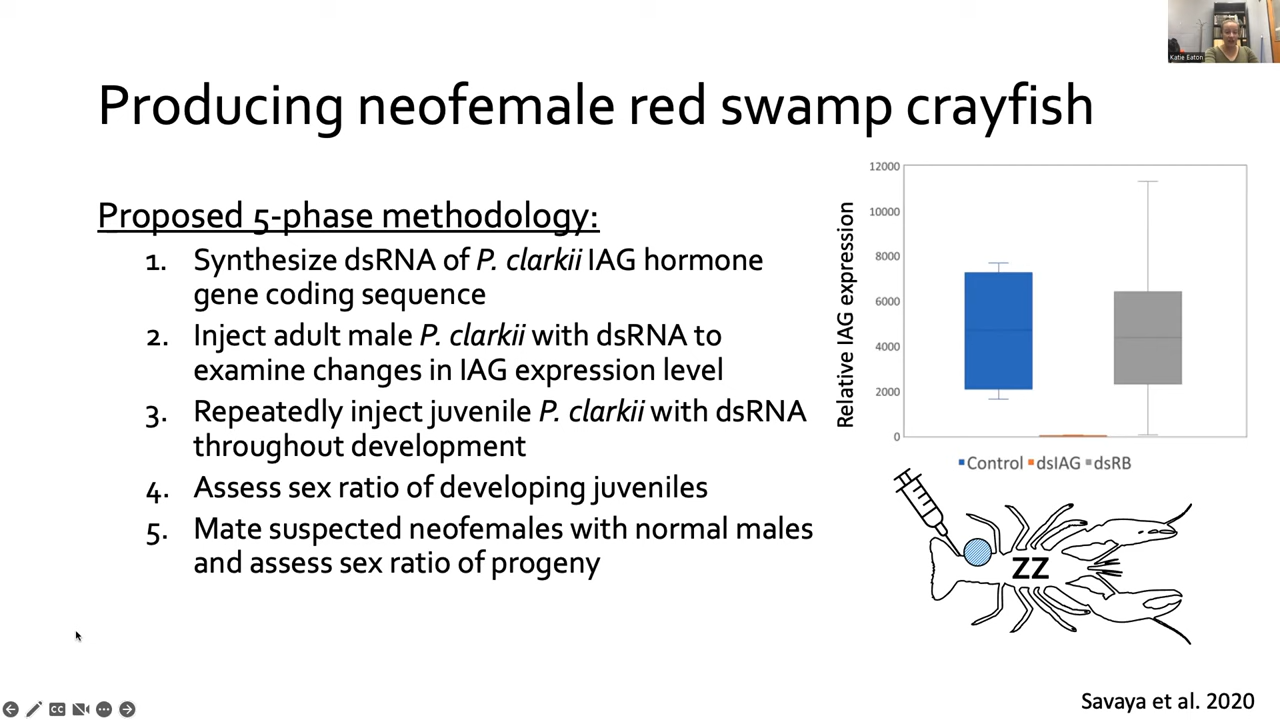 Katie Eaton
Producing neofemale red swamp crayfish
Proposed 5-phase methodology:
1. Synthesize dsRNA of P. clarkii IAG hormone
gene coding sequence
2. Inject adult male P. clarkii with dsRNA to
examine changes in IAG expression level
3. Repeatedly inject juvenile P. clarkii with dsRNA
throughout development
4. Assess sex ratio of developing juveniles
5. Mate suspected neofemales with normal males
and assess sex ratio of progeny
Relative IAG expression
12000
10000
8000
6000
4000
2000
0
Control dsIAG dsRB
ZZ
Savaya et al. 2020
CC